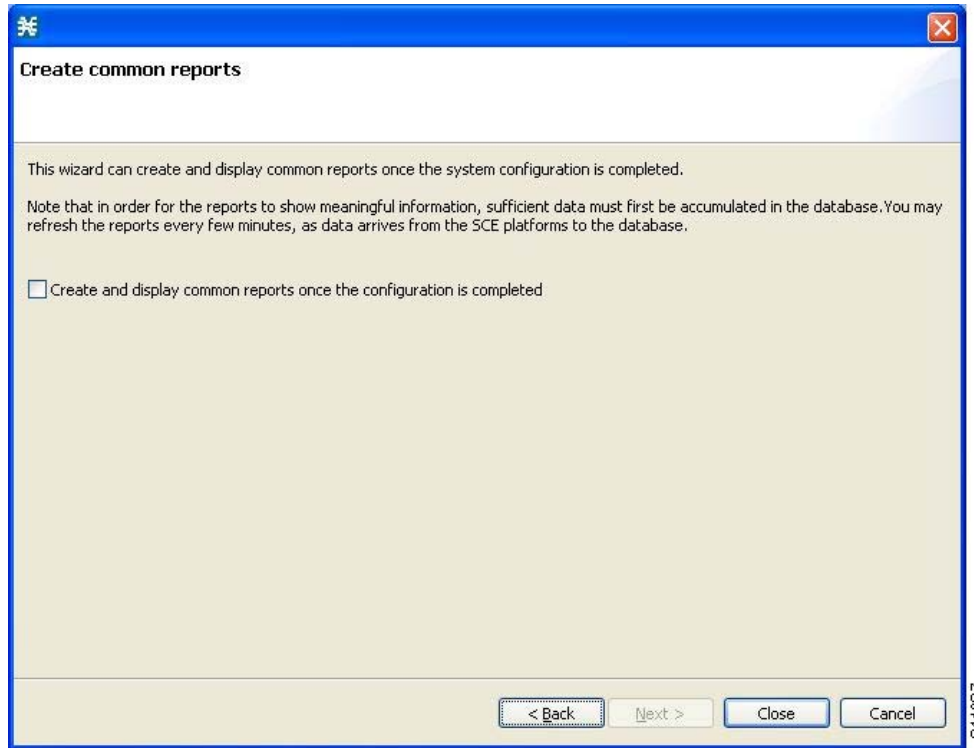 Create common reports
This wizard can create and display common reports once the system configuration is completed.
Note that in order for the reports to show meaningful information, sufficient data must first be accumulated in the database.You may
refresh the reports every few minutes, as data arrives from the SCE platforms to the database.
Create and display common reports once the configuration is completed
< Back
Next >
Close
Cancel